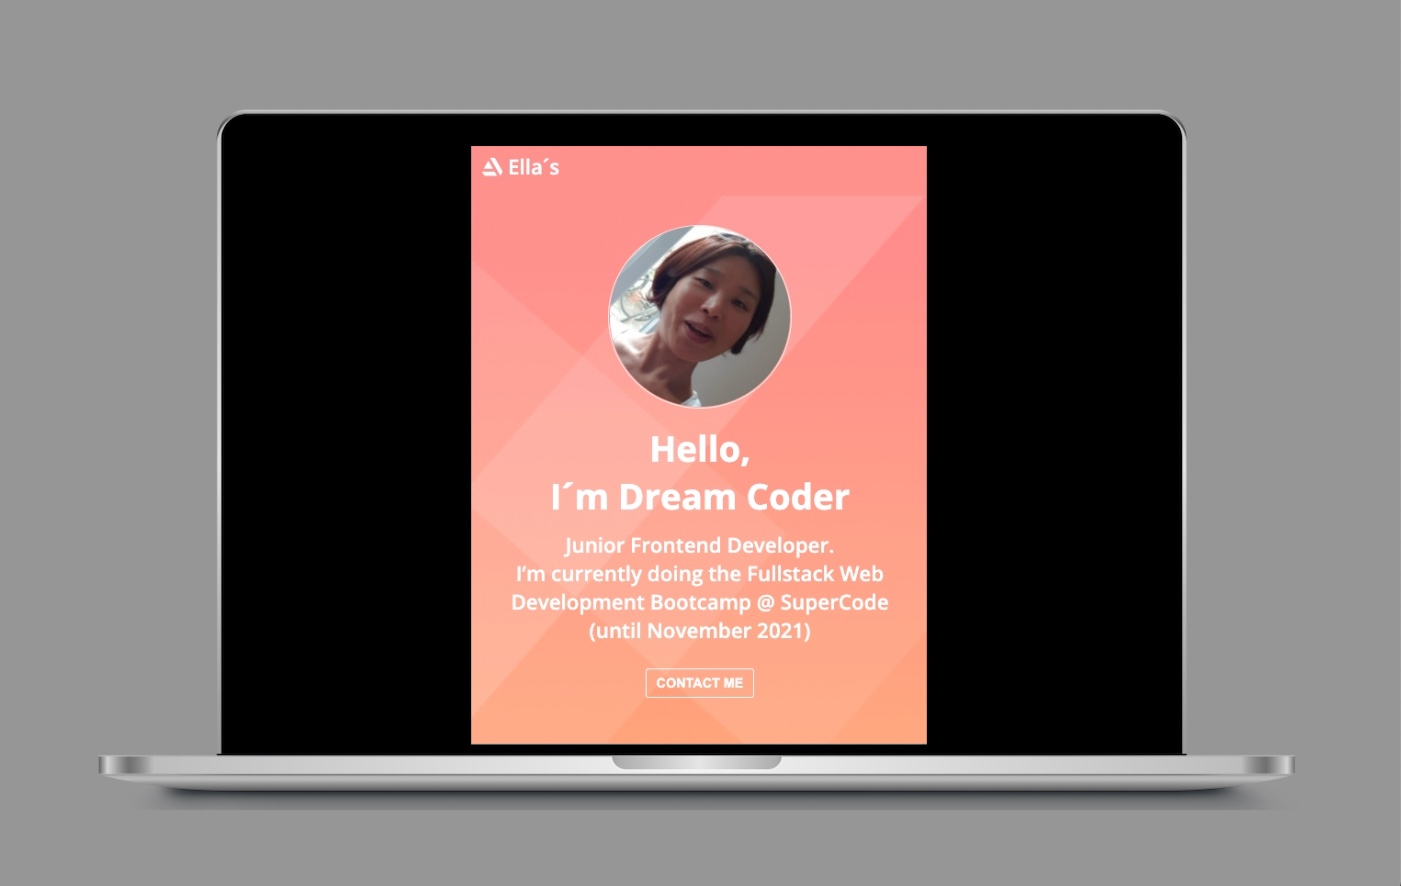 Ella´s
Hello,
I´m Dream Coder
Junior Frontend Developer.
I’m currently doing the Fullstack Web
Development Bootcamp @ SuperCode
(until November 2021)
CONTACT ME